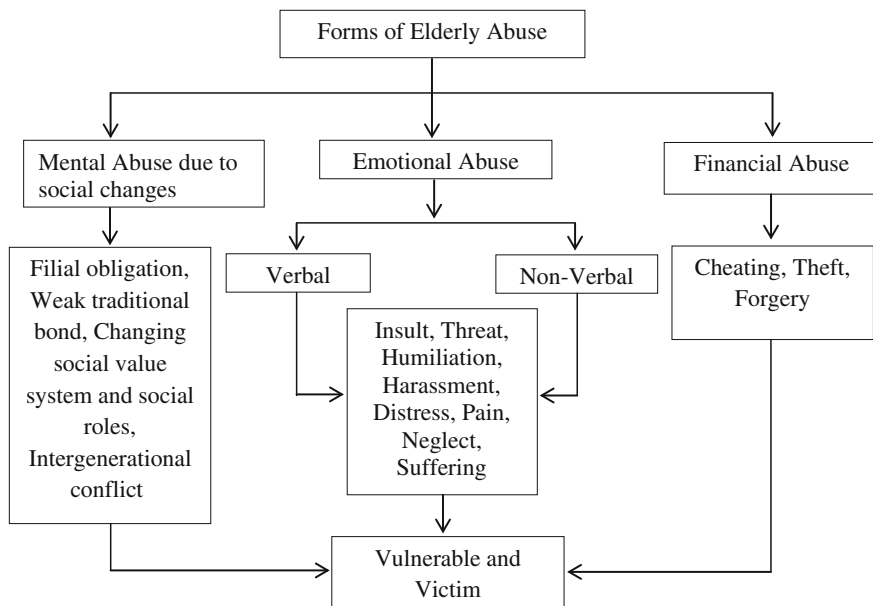 Forms of Elderly Abuse
Mental Abuse due to
social changes
Emotional Abuse
Financial Abuse
Filial obligation,
Weak traditional
bond, Changing
social value
system and social
roles,
Intergenerational
conflict
Verbal
Non-Verbal
Cheating, Theft,
Forgery
Insult, Threat,
Humiliation,
Harassment,
Distress, Pain,
Neglect,
Suffering
Vulnerable and
Victim